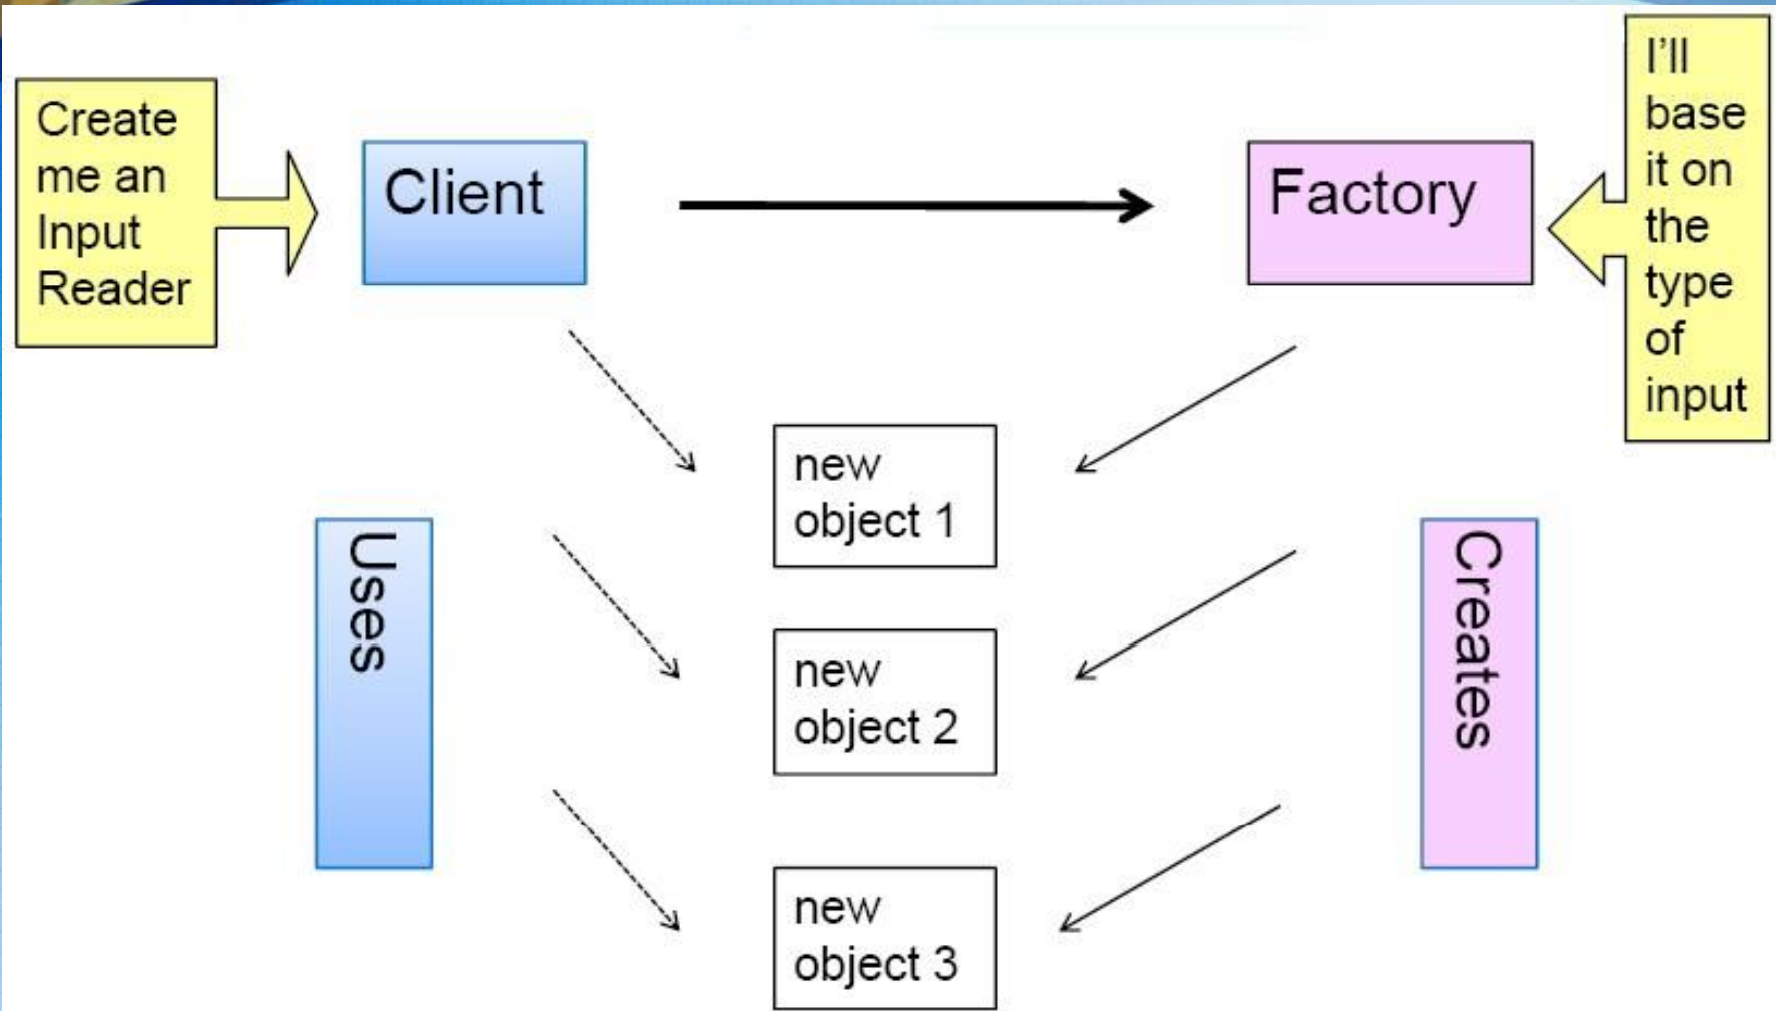 Create
me an
Input
Reader
Client
Factory
I'll
base
it on
the
type
of
input
new
object 1
Uses
new
object 2
Creates
new
object 3